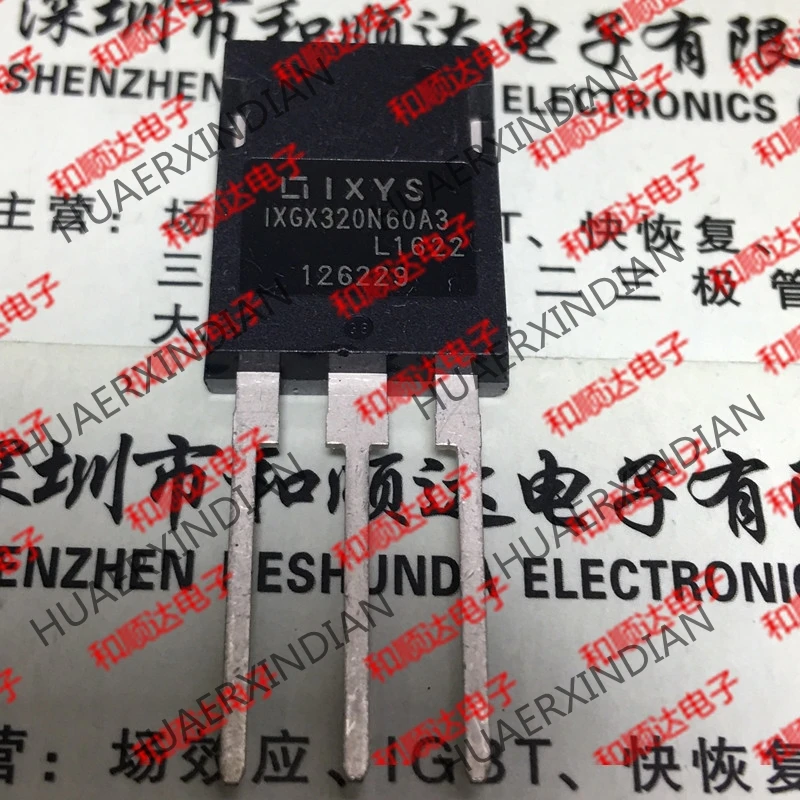 深圳市和顺达电子有限
SHENZHEN ELECTRONICS
主营：场 T、快恢复、
三 二三极管
大
IXYS
IXGX320N60A3
L1622
126229
深圳市和顺达电子有限
ENZHEN HESHUNDA ELECTRONIC
营：场效应、IGBT、快恢复
和顺达电子
HUAERXINDIAN